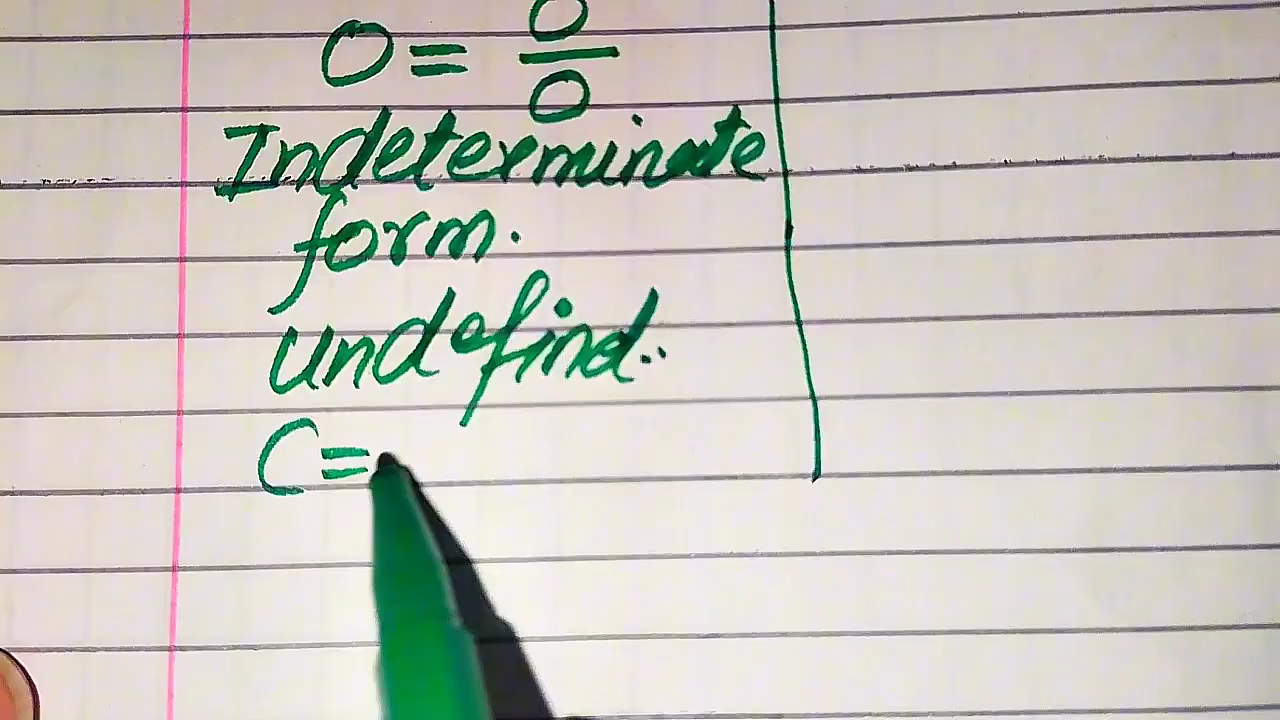 0 = 0/0
Indeterminate
form.
undefind..
C =